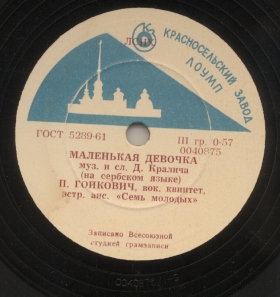 КРАСНОСЕЛЬСКИЙ ЗАВОД
ЛОУМП
ГОСТ 5289-61
III гр. 0-57
0040875
МАЛЕНЬКАЯ ДЕВОЧКА
муз. и сл. Д. Кралича
(на сербском языке)
П. ГОЙКОВИЧ, вок. квинтет,
эстр. анс. «Семь молодых»
Записано Всесоюзной
студией грамзаписи